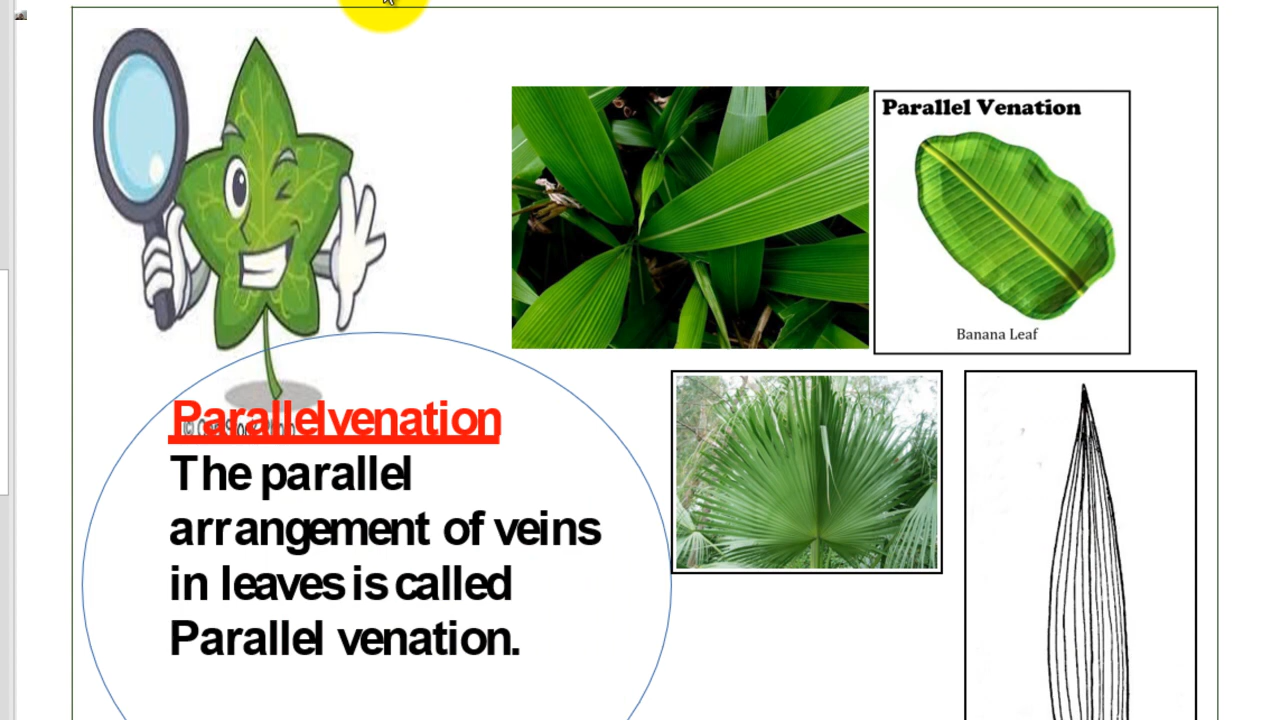 Parallel Venation
Banana Leaf
Parallel venation
The parallel
arrangement of veins
in leaves is called
Parallel venation.